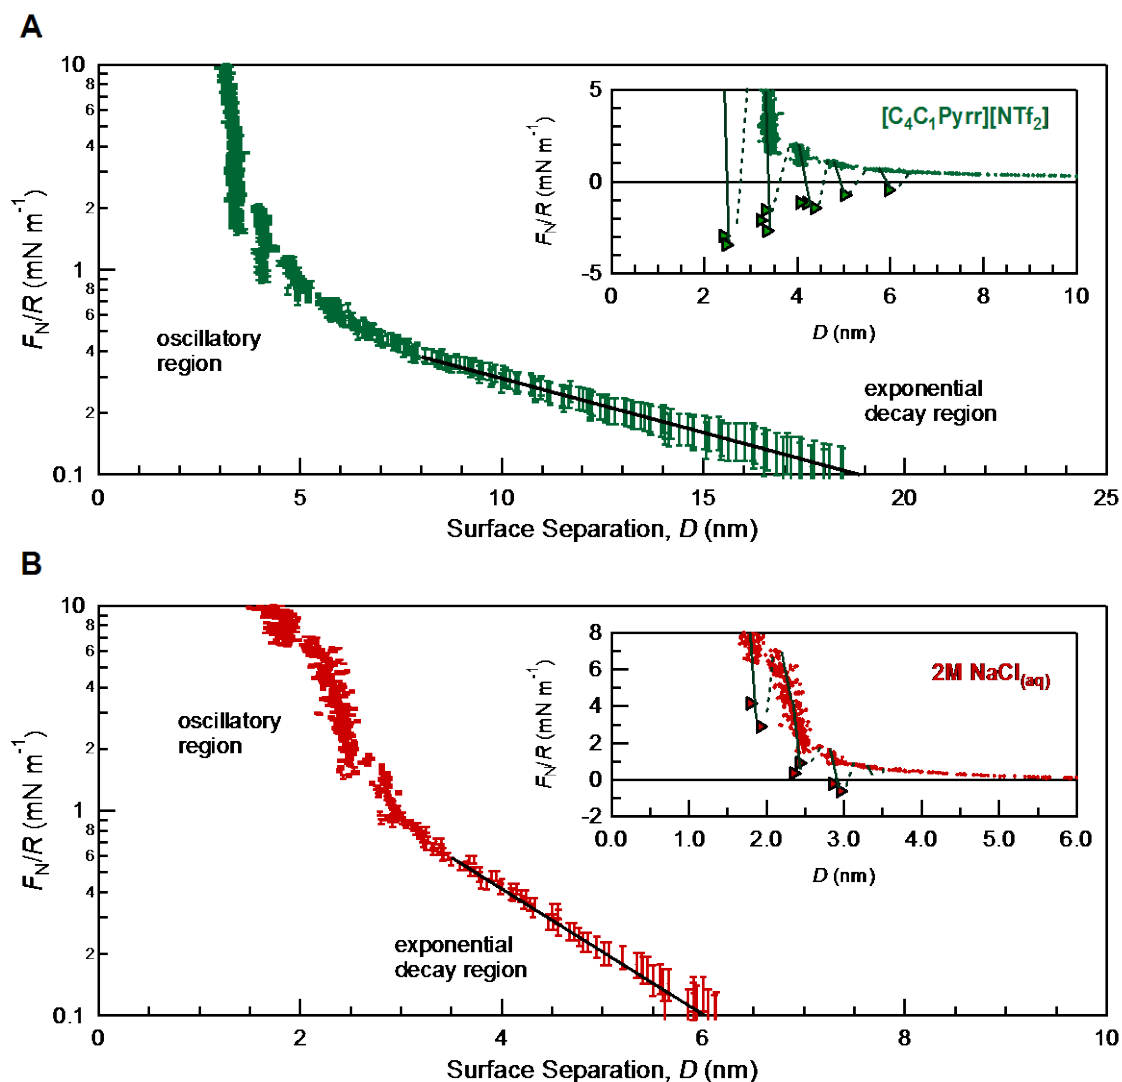 A
10
8
6
4
2
1
8
6
4
2
0.1
F_N/R (mN m⁻¹)
0
5
10
15
20
25
Surface Separation, D (nm)
oscillatory
region
exponential
decay region
[C₄C₁Pyrr][NTf₂]
5
0
-5
F_N/R (mN m⁻¹)
0
2
4
6
8
10
D (nm)
B
10
8
6
4
2
1
8
6
4
2
0.1
F_N/R (mN m⁻¹)
0
2
4
6
8
10
Surface Separation, D (nm)
oscillatory
region
exponential
decay region
2M NaCl₍aq₎
8
6
4
2
0
-2
F_N/R (mN m⁻¹)
0.0
1.0
2.0
3.0
4.0
5.0
6.0
D (nm)